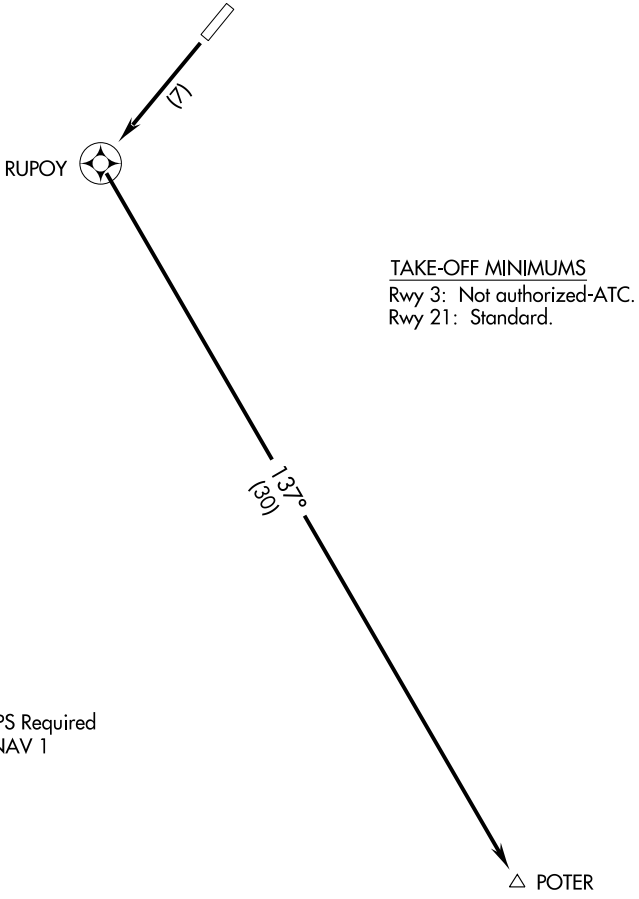 (7)
RUPOY
TAKE-OFF MINIMUMS
Rwy 3: Not authorized-ATC.
Rwy 21: Standard.
137°
(30)
PS Required
NAV 1
POTER